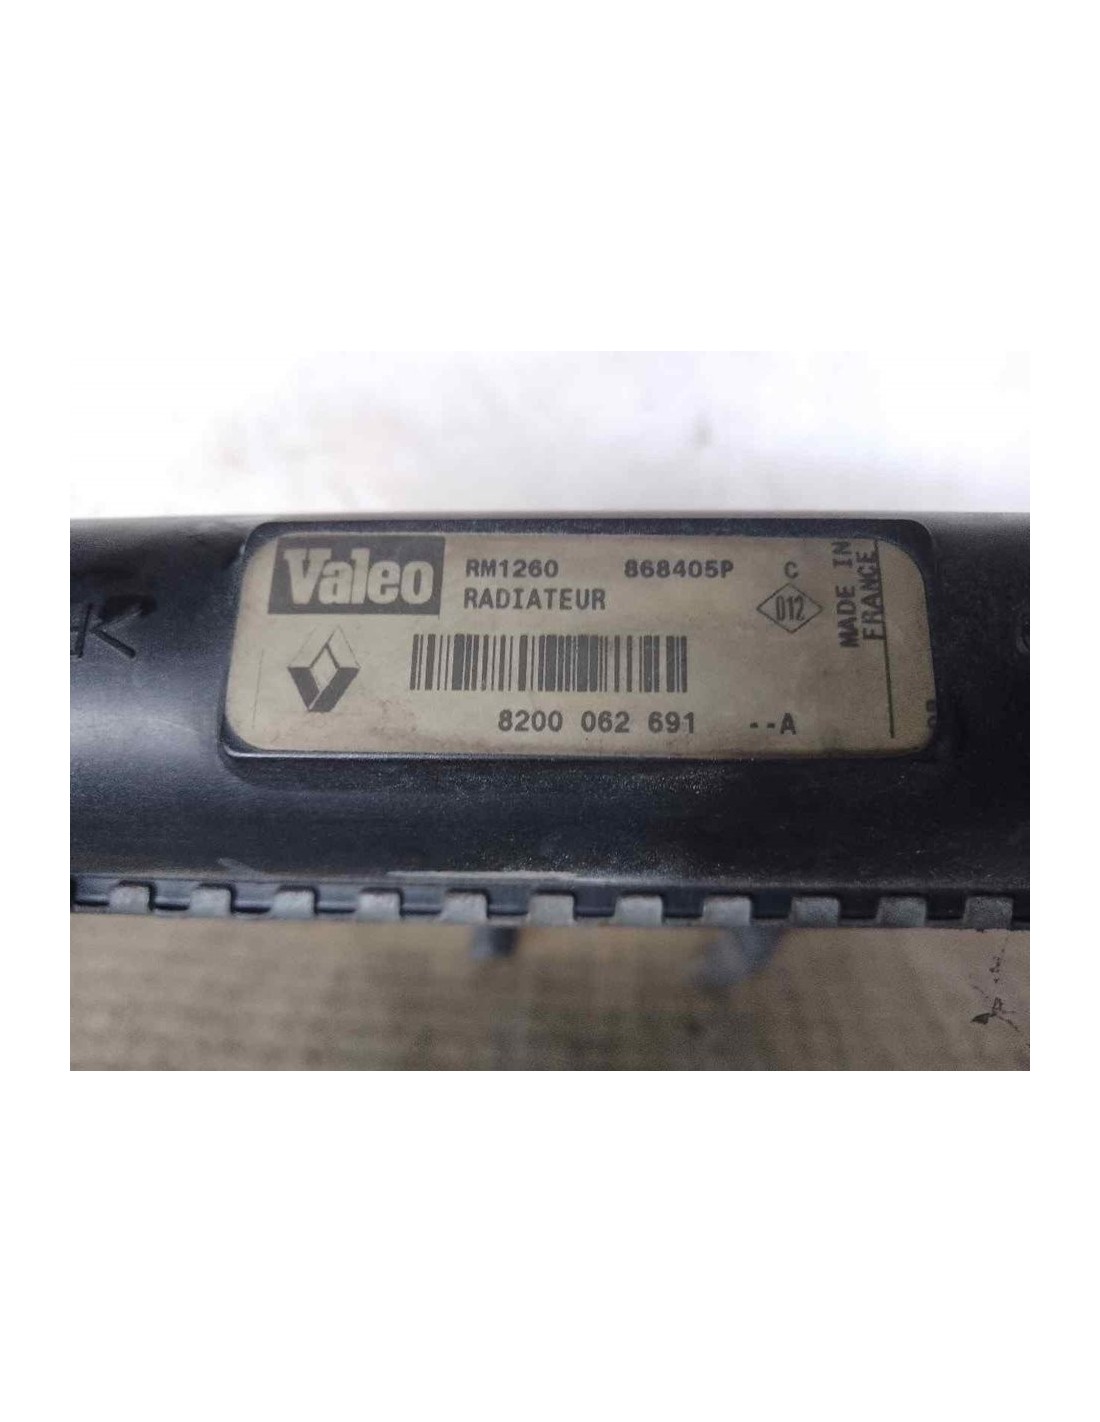 Valeo RM1260 868405P C
RADIATEUR
D12
MADE IN
FRANCE
8200 062 691 --A